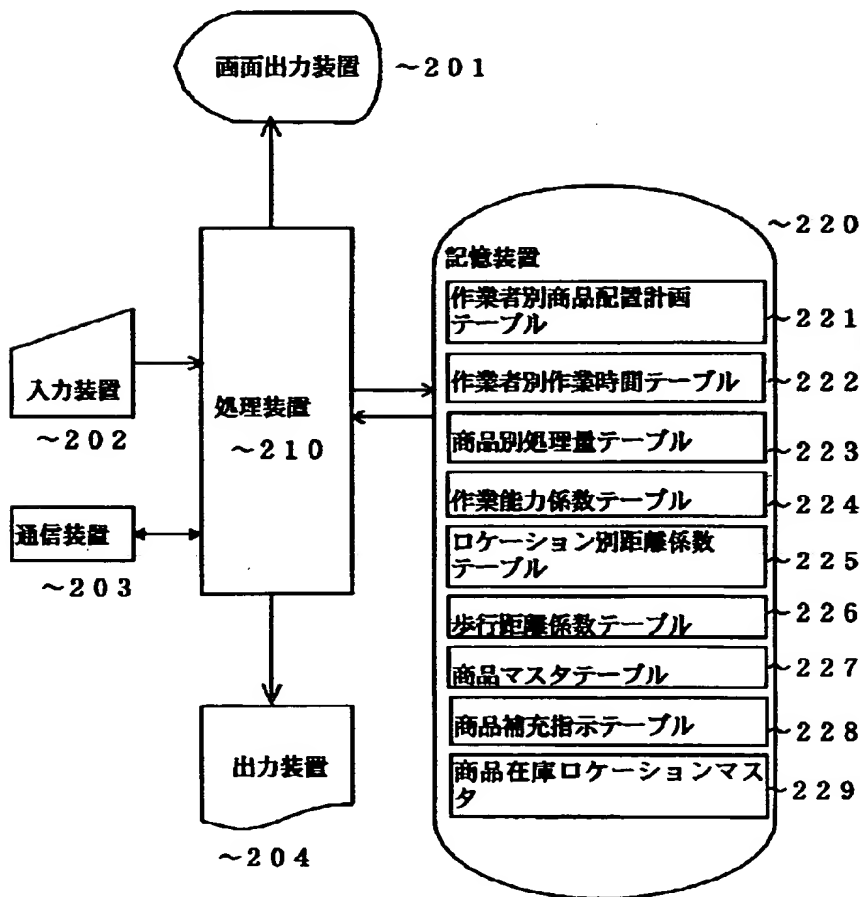 画面出力装置
～201
～220
記憶装置
作業者別商品配置計画
テーブル
～221
作業者別作業時間テーブル
～222
商品別処理量テーブル
～223
作業能力係数テーブル
～224
ロケーション別距離係数
テーブル
～225
歩行距離係数テーブル
～226
商品マスタテーブル
～227
商品補充指示テーブル
～228
商品在庫ロケーションマス
タ
～229
入力装置
～202
処理装置
～210
通信装置
～203
出力装置
～204